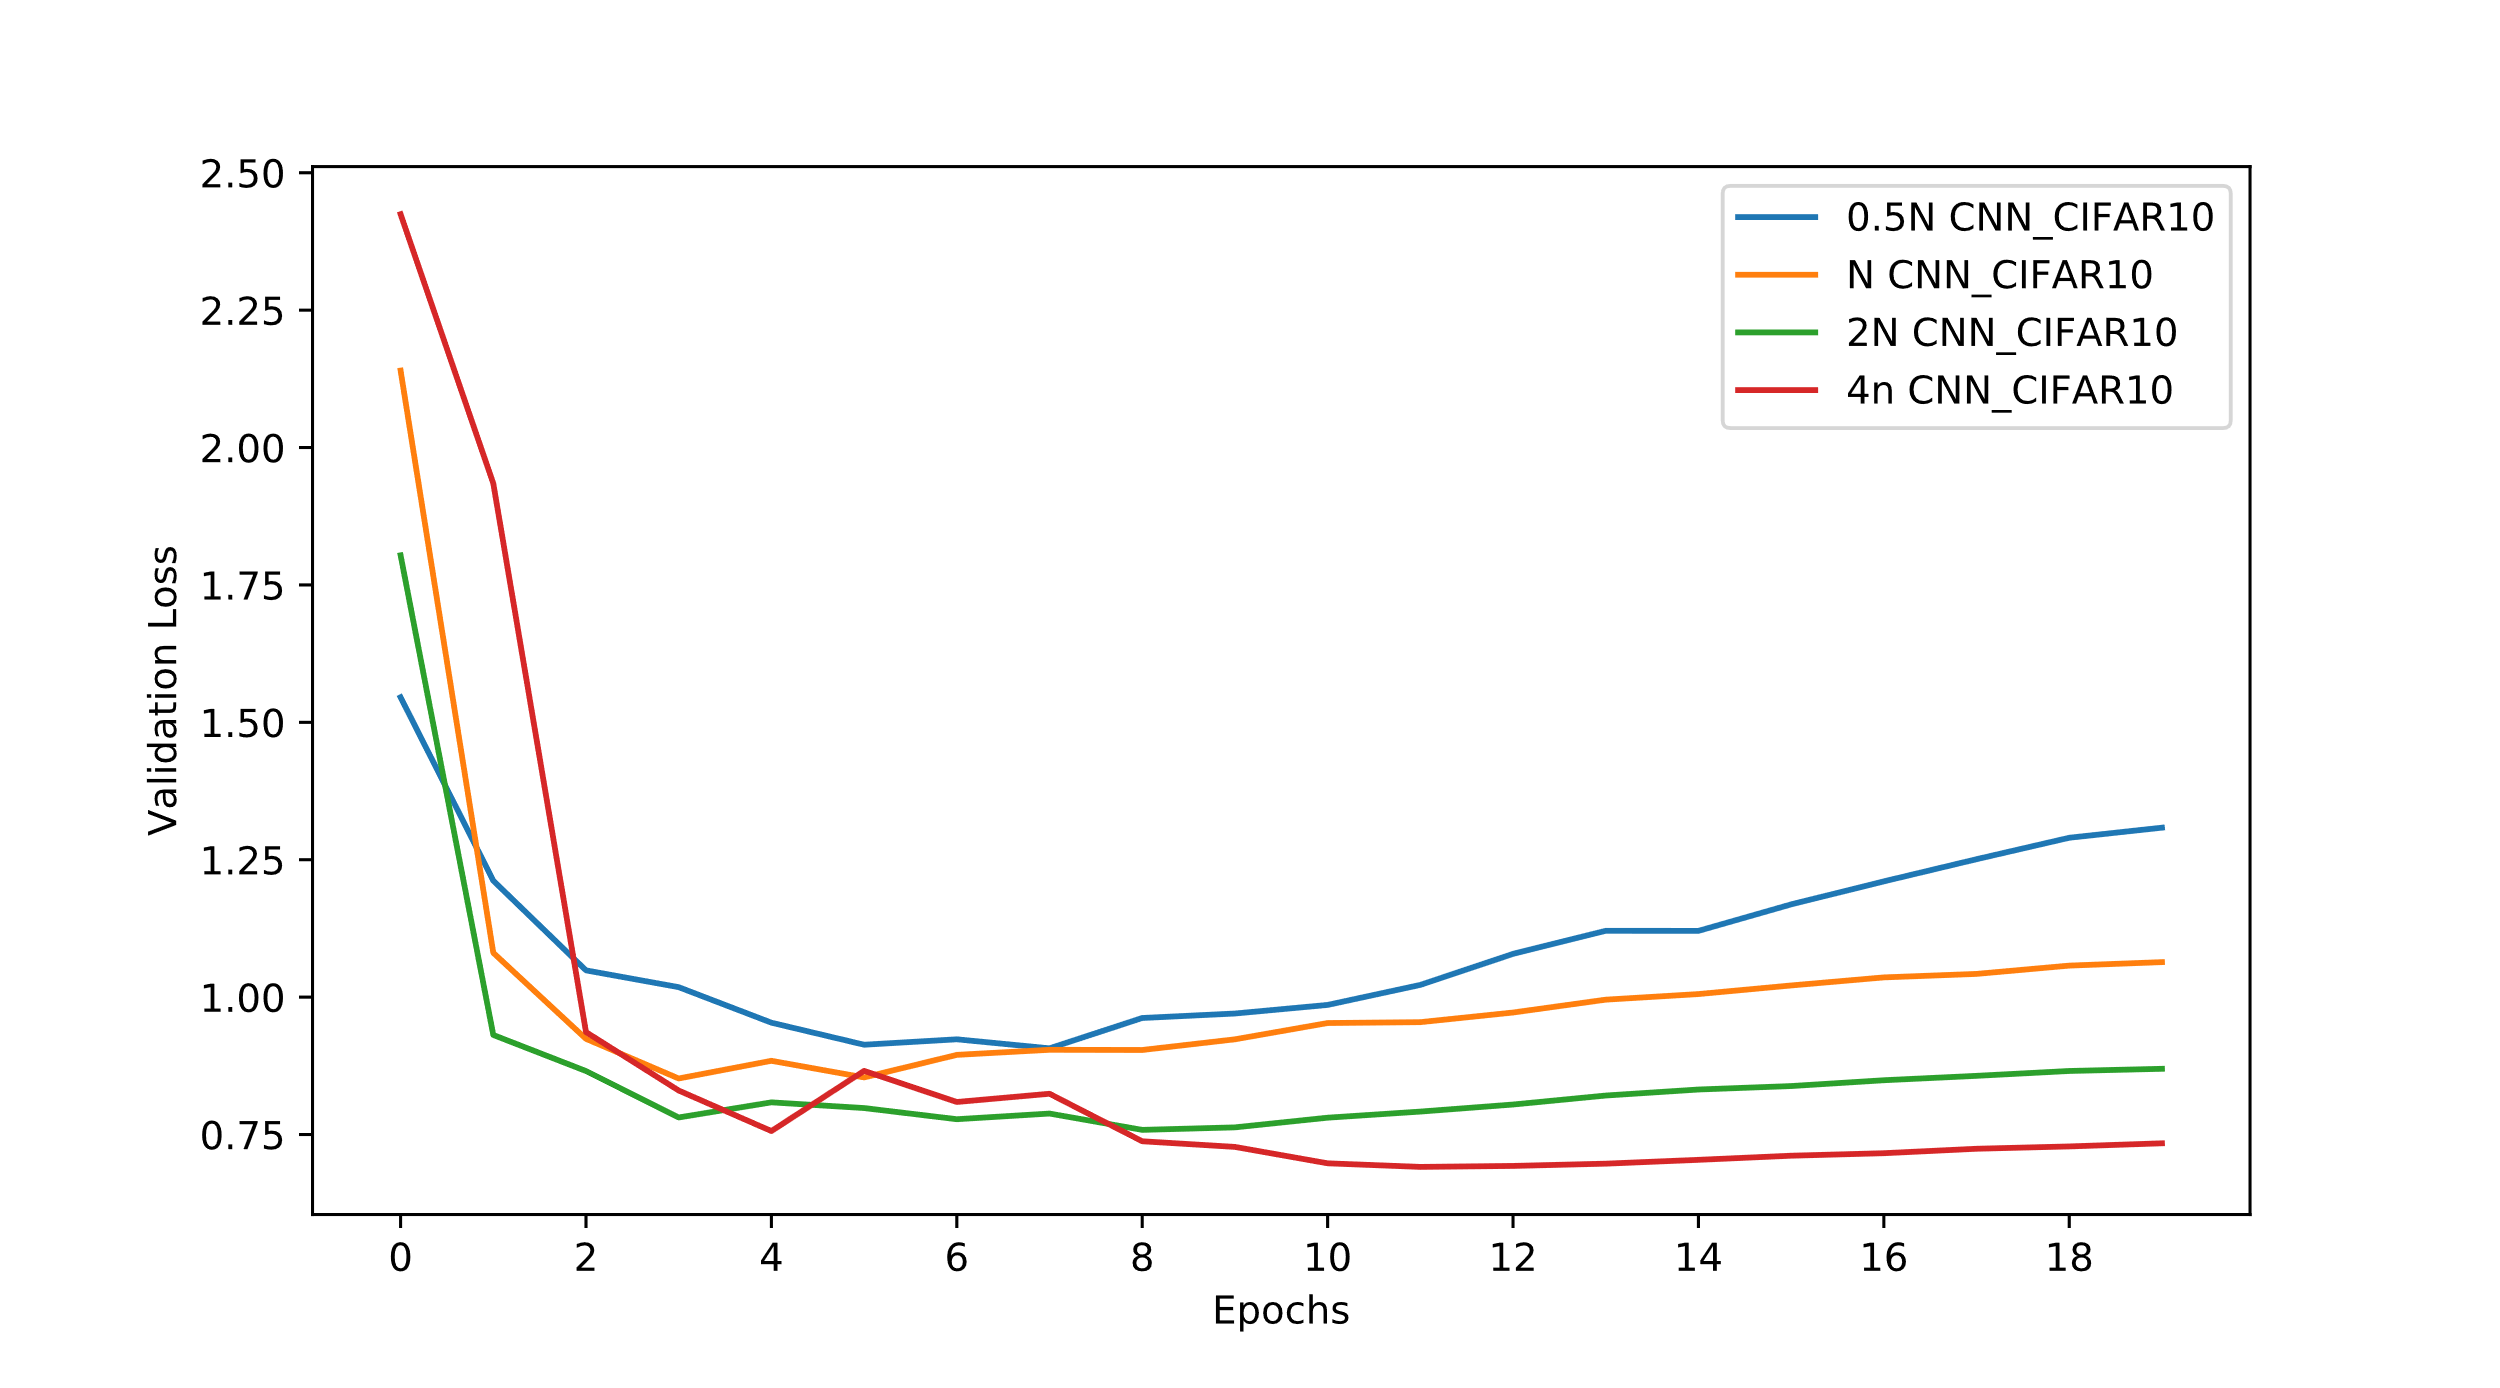 2.50
2.25
2.00
1.75
1.50
1.25
1.00
0.75
Validation Loss
0.5N CNN_CIFAR10
N CNN_CIFAR10
2N CNN_CIFAR10
4n CNN_CIFAR10
0 2 4 6 8 10 12 14 16 18
Epochs